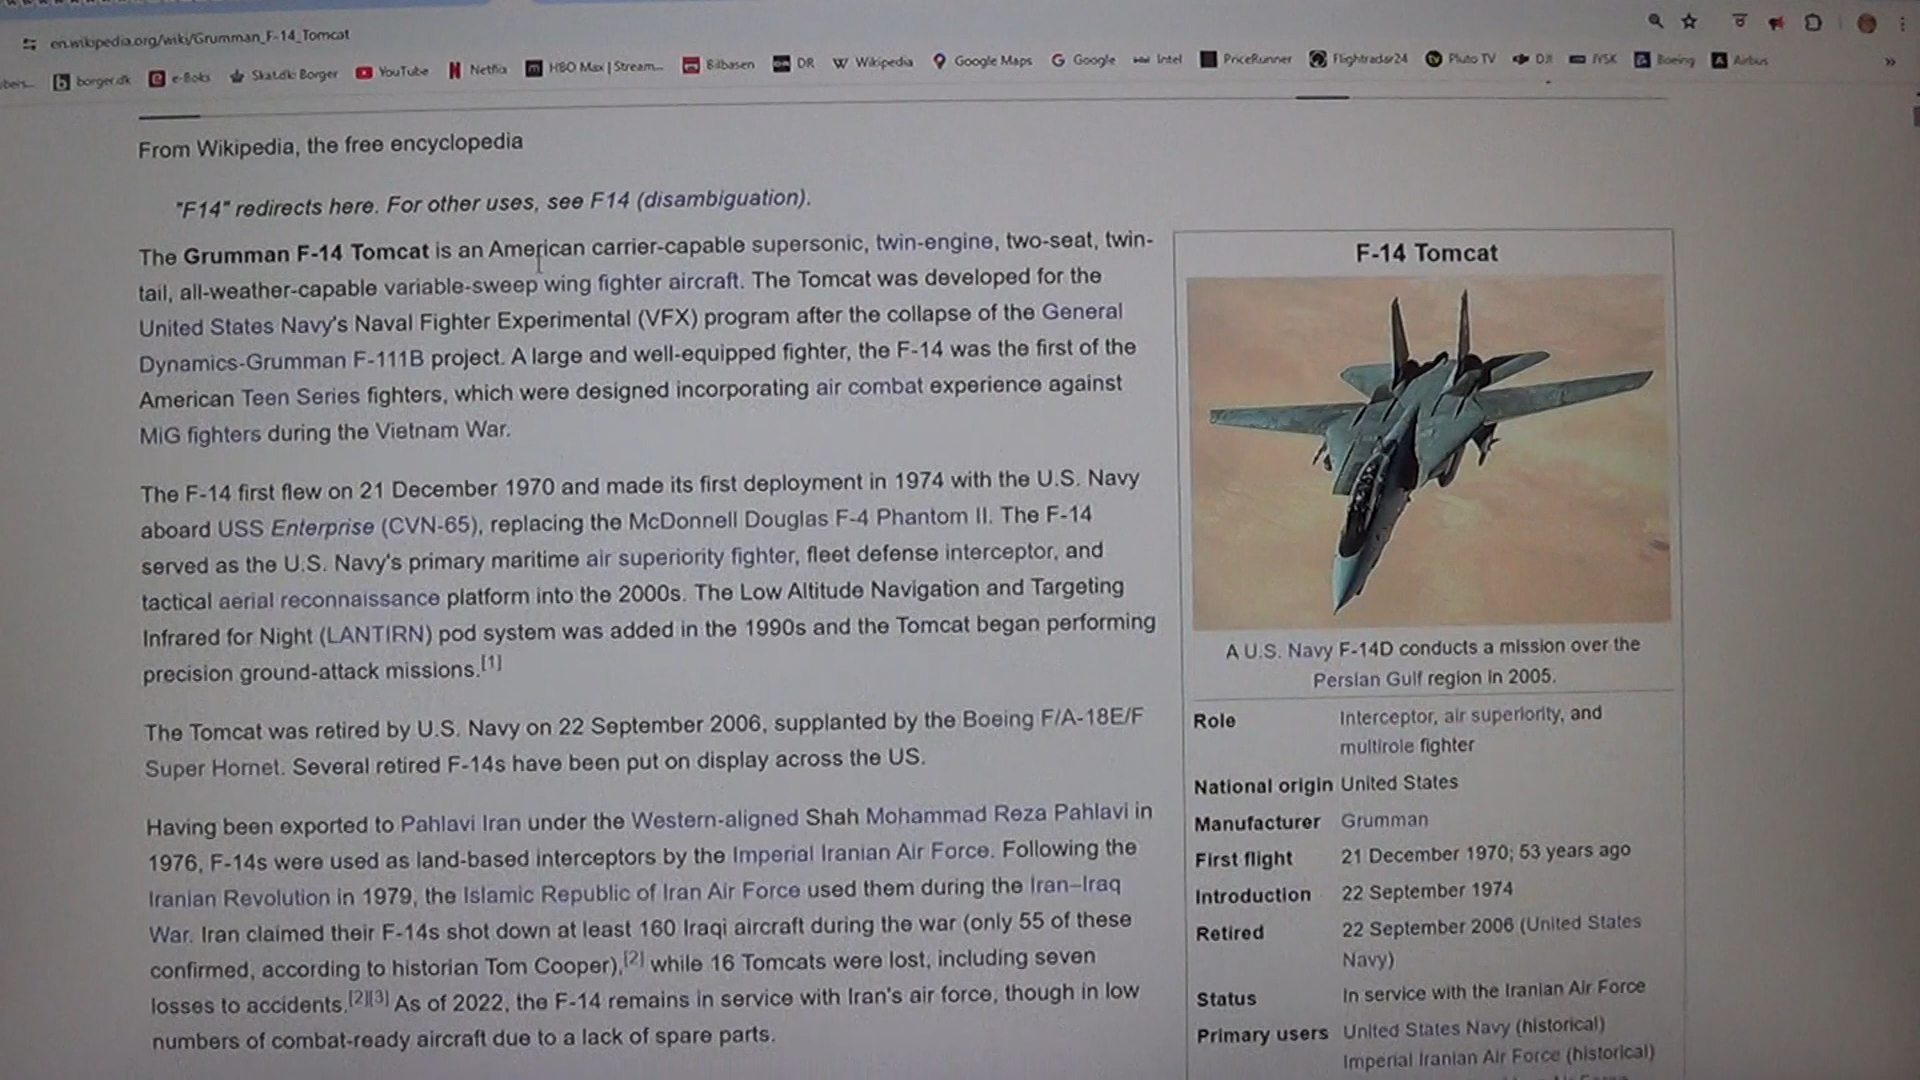 en.wikipedia.org/wiki/Grumman_F-14_Tomcat
borger.dk e-Boks Skat.dk: Borger YouTube Netflix HBO Max | Stream... Bilbasen DR Wikipedia Google Maps Google Intel PriceRunner Flightradar24 Pluto TV DJI JYSK Boeing Airbus »
From Wikipedia, the free encyclopedia
"F14" redirects here. For other uses, see F14 (disambiguation).
The Grumman F-14 Tomcat is an American carrier-capable supersonic, twin-engine, two-seat, twin-
tail, all-weather-capable variable-sweep wing fighter aircraft. The Tomcat was developed for the
United States Navy's Naval Fighter Experimental (VFX) program after the collapse of the General
Dynamics-Grumman F-111B project. A large and well-equipped fighter, the F-14 was the first of the
American Teen Series fighters, which were designed incorporating air combat experience against
MiG fighters during the Vietnam War.
The F-14 first flew on 21 December 1970 and made its first deployment in 1974 with the U.S. Navy
aboard USS Enterprise (CVN-65), replacing the McDonnell Douglas F-4 Phantom II. The F-14
served as the U.S. Navy's primary maritime air superiority fighter, fleet defense interceptor, and
tactical aerial reconnaissance platform into the 2000s. The Low Altitude Navigation and Targeting
Infrared for Night (LANTIRN) pod system was added in the 1990s and the Tomcat began performing
precision ground-attack missions.[1]
The Tomcat was retired by U.S. Navy on 22 September 2006, supplanted by the Boeing F/A-18E/F
Super Hornet. Several retired F-14s have been put on display across the US.
Having been exported to Pahlavi Iran under the Western-aligned Shah Mohammad Reza Pahlavi in
1976, F-14s were used as land-based interceptors by the Imperial Iranian Air Force. Following the
Iranian Revolution in 1979, the Islamic Republic of Iran Air Force used them during the Iran–Iraq
War. Iran claimed their F-14s shot down at least 160 Iraqi aircraft during the war (only 55 of these
confirmed, according to historian Tom Cooper),[2] while 16 Tomcats were lost, including seven
losses to accidents.[2][3] As of 2022, the F-14 remains in service with Iran's air force, though in low
numbers of combat-ready aircraft due to a lack of spare parts.
F-14 Tomcat
A U.S. Navy F-14D conducts a mission over the
Persian Gulf region in 2005.
Role Interceptor, air superiority, and
multirole fighter
National origin United States
Manufacturer Grumman
First flight 21 December 1970; 53 years ago
Introduction 22 September 1974
Retired 22 September 2006 (United States
Navy)
Status In service with the Iranian Air Force
Primary users United States Navy (historical)
Imperial Iranian Air Force (historical)